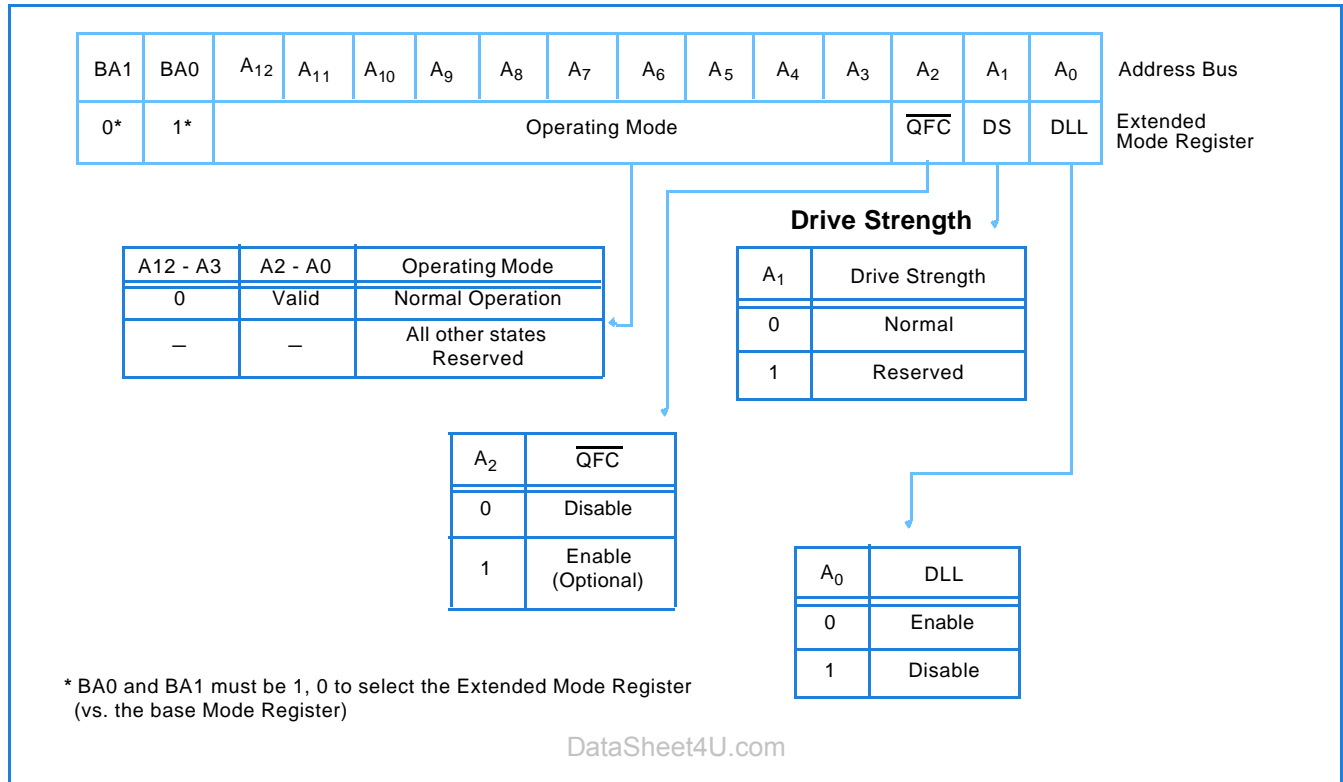 BA1 BA0 A12 A11 A10 A9 A8 A7 A6 A5 A4 A3 A2 A1 A0 Address Bus
0* 1* Operating Mode QFC DS DLL Extended
Mode Register
Drive Strength
A12 - A3 A2 - A0 Operating Mode
0 Valid Normal Operation
– – All other states
Reserved
A1 Drive Strength
0 Normal
1 Reserved
A2 QFC
0 Disable
1 Enable
(Optional)
A0 DLL
0 Enable
1 Disable
* BA0 and BA1 must be 1, 0 to select the Extended Mode Register
(vs. the base Mode Register)
DataSheet4U.com